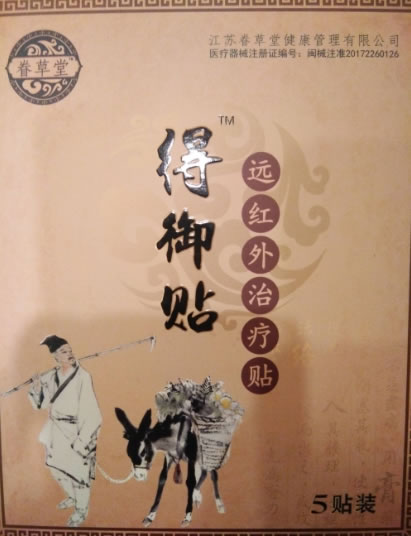 眷草堂
江苏眷草堂健康管理有限公司
医疗器械注册证编号：闽械注准20172260126
得御贴
TM
远红外治疗贴
5贴装